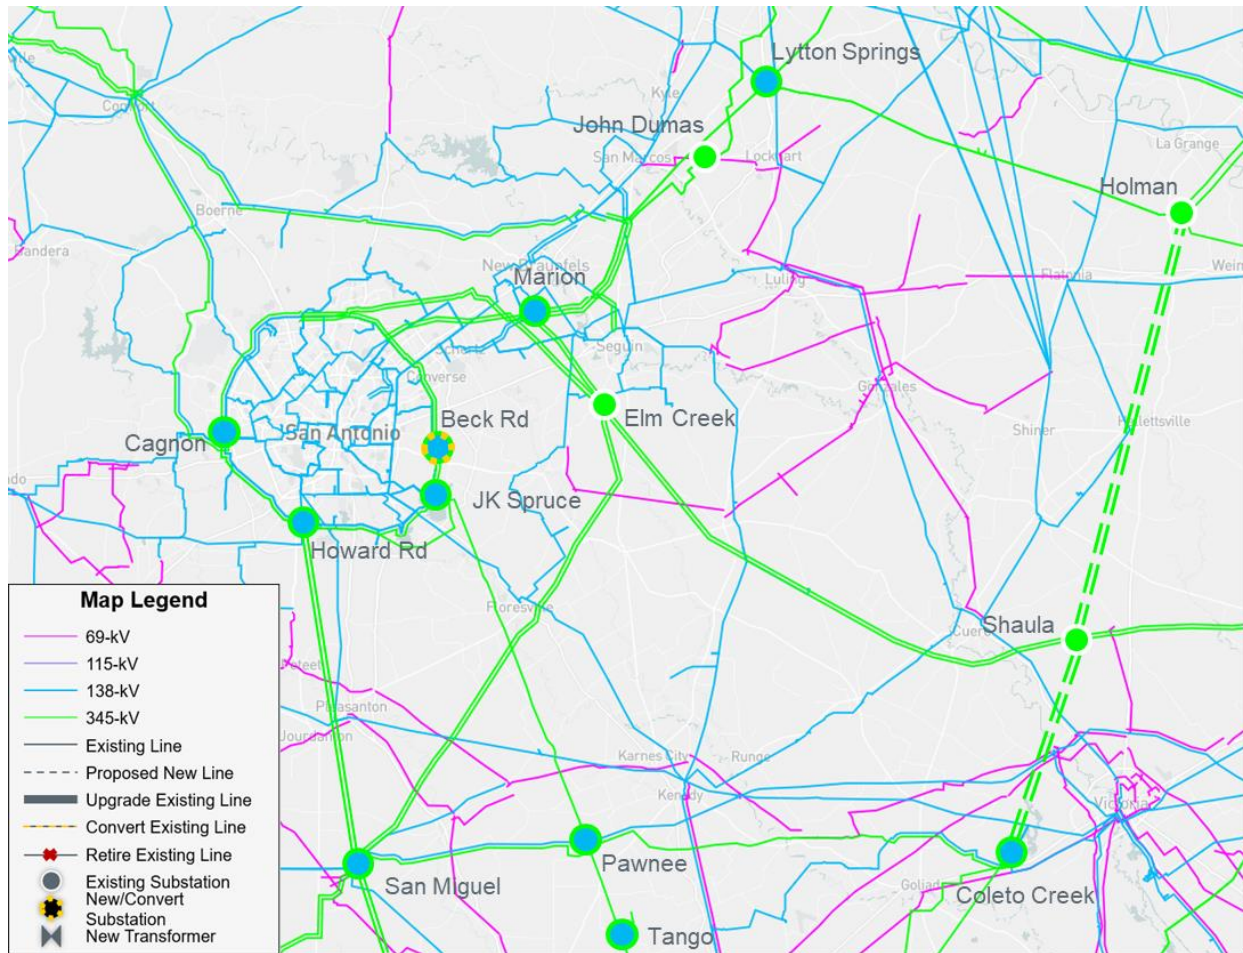 Lytton Springs
Kyle
Comfort
John Dumas
San Marcos
Lockhart
La Grange
Holman
Boerne
Bandera
New Braunfels
Marion
Luling
Flatonia
Weim
Seguin
Schertz
Converse
Gonzales
Elm Creek
Beck Rd
San Antonio
Cagnon
Shiner
Hallettsville
JK Spruce
Howard Rd
Floresville
Cuero
Shaula
Map Legend
69-kV
115-kV
138-kV
345-kV
Existing Line
Proposed New Line
Upgrade Existing Line
Convert Existing Line
Retire Existing Line
Existing Substation
New/Convert
Substation
New Transformer
Poteet
Pleasanton
Jourdanton
Karnes City
Runge
Kenedy
Victoria
Pawnee
San Miguel
Goliad
Coleto Creek
Tango